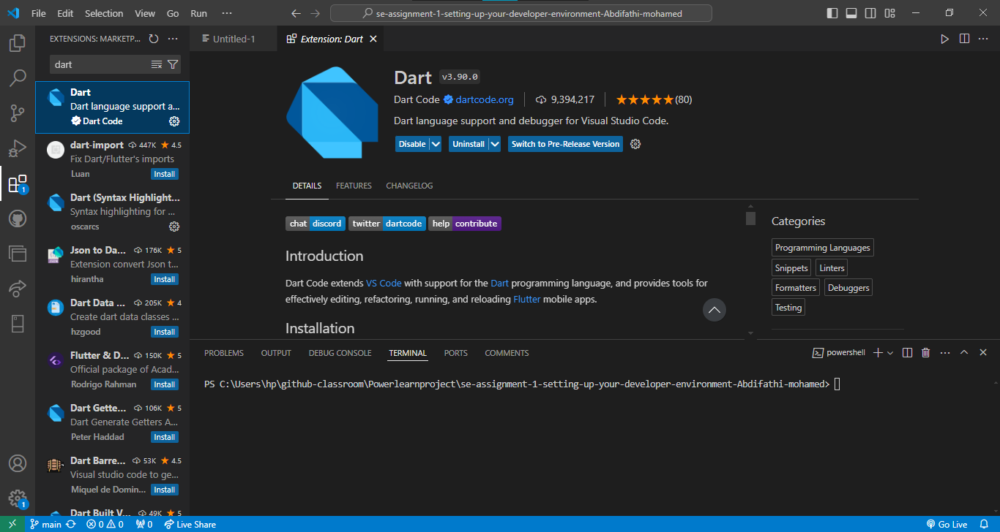 File Edit Selection View Go Run ··· se-assignment-1-setting-up-your-developer-environment-Abdifathi-mohamed
EXTENSIONS: MARKETP... ···
dart
Dart
Dart language support a...
Dart Code
dart-import 447K 4.5
Fix Dart/Flutter's imports
Luan Install
Dart (Syntax Highlight...
Syntax highlighting for ...
oscarcs
Json to Da... 176K 5
Extension convert Json t...
hirantha Install
Dart Data ... 205K 4
Create dart data classes ...
hzgood Install
Flutter & D... 150K 5
Official package of Acad...
Rodrigo Rahman Install
Dart Gette... 106K 5
Dart Generate Getters A...
Peter Haddad Install
Dart Barre... 53K 4.5
Visual studio code to ge...
Miquel de Domin... Install
Dart Built V... 49K 5
1
1
Untitled-1 Extension: Dart
Dart v3.90.0
Dart Code dartcode.org 9,394,217 (80)
Dart language support and debugger for Visual Studio Code.
Disable Uninstall Switch to Pre-Release Version
DETAILS FEATURES CHANGELOG
chat discord twitter dartcode help contribute
Introduction
Dart Code extends VS Code with support for the Dart programming language, and provides tools for
effectively editing, refactoring, running, and reloading Flutter mobile apps.
Installation
Categories
Programming Languages
Snippets Linters
Formatters Debuggers
Testing
PROBLEMS OUTPUT DEBUG CONSOLE TERMINAL PORTS COMMENTS powershell
PS C:\Users\hp\github-classroom\Powerlearnproject\se-assignment-1-setting-up-your-developer-environment-Abdifathi-mohamed>
main 0 0 0 Live Share Go Live